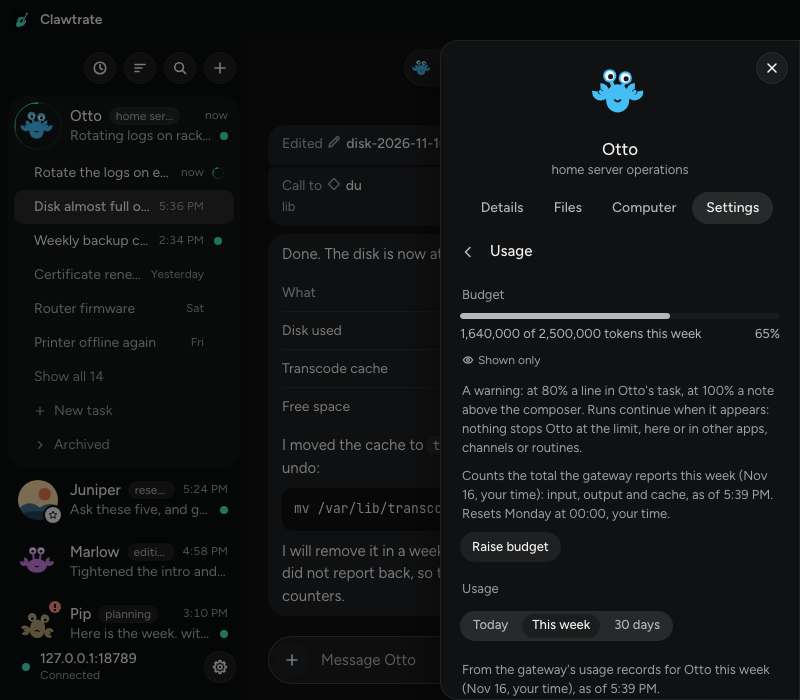 Clawtrate
Otto home ser... now
Rotating logs on rack...
Rotate the logs on e... now
Disk almost full o... 5:36 PM
Weekly backup c... 2:34 PM
Certificate rene... Yesterday
Router firmware Sat
Printer offline again Fri
Show all 14
+ New task
Archived
Juniper rese... 5:24 PM
Ask these five, and g...
Marlow editi... 4:58 PM
Tightened the intro and...
Pip planning 3:10 PM
Here is the week. wit...
127.0.0.1:18789
Connected
Edited disk-2026-11-1
Call to du
lib
Done. The disk is now at
What
Disk used
Transcode cache
Free space
I moved the cache to
undo:
mv /var/lib/transco
I will remove it in a week
did not report back, so t
counters.
+ Message Otto
Otto
home server operations
Details Files Computer Settings
Usage
Budget
1,640,000 of 2,500,000 tokens this week 65%
Shown only
A warning: at 80% a line in Otto's task, at 100% a note
above the composer. Runs continue when it appears:
nothing stops Otto at the limit, here or in other apps,
channels or routines.
Counts the total the gateway reports this week (Nov
16, your time): input, output and cache, as of 5:39 PM.
Resets Monday at 00:00, your time.
Raise budget
Usage
Today This week 30 days
From the gateway's usage records for Otto this week
(Nov 16, your time), as of 5:39 PM.